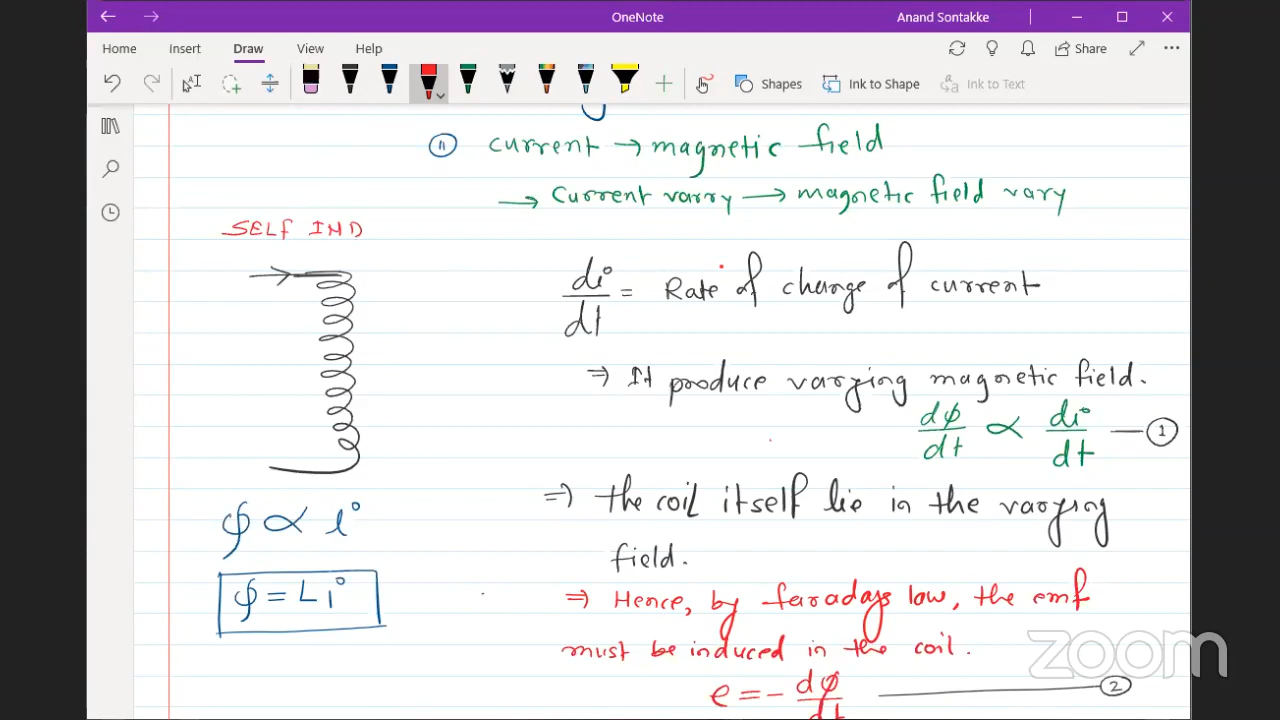 OneNote
Anand Sontakke
Home Insert Draw View Help
Share
Shapes
Ink to Shape
Ink to Text
(11) current → magnetic field
→ Current varry → magnetic field vary
SELF IND
di/dt = Rate of change of current
⇒ It produce varying magnetic field.
dφ/dt ∝ di/dt — (1)
⇒ the coil itself lie in the varying
field.
φ ∝ i
φ = Li
⇒ Hence, by faradays low, the emf
must be induced in the coil.
e = - dφ/dt — (2)
zoom